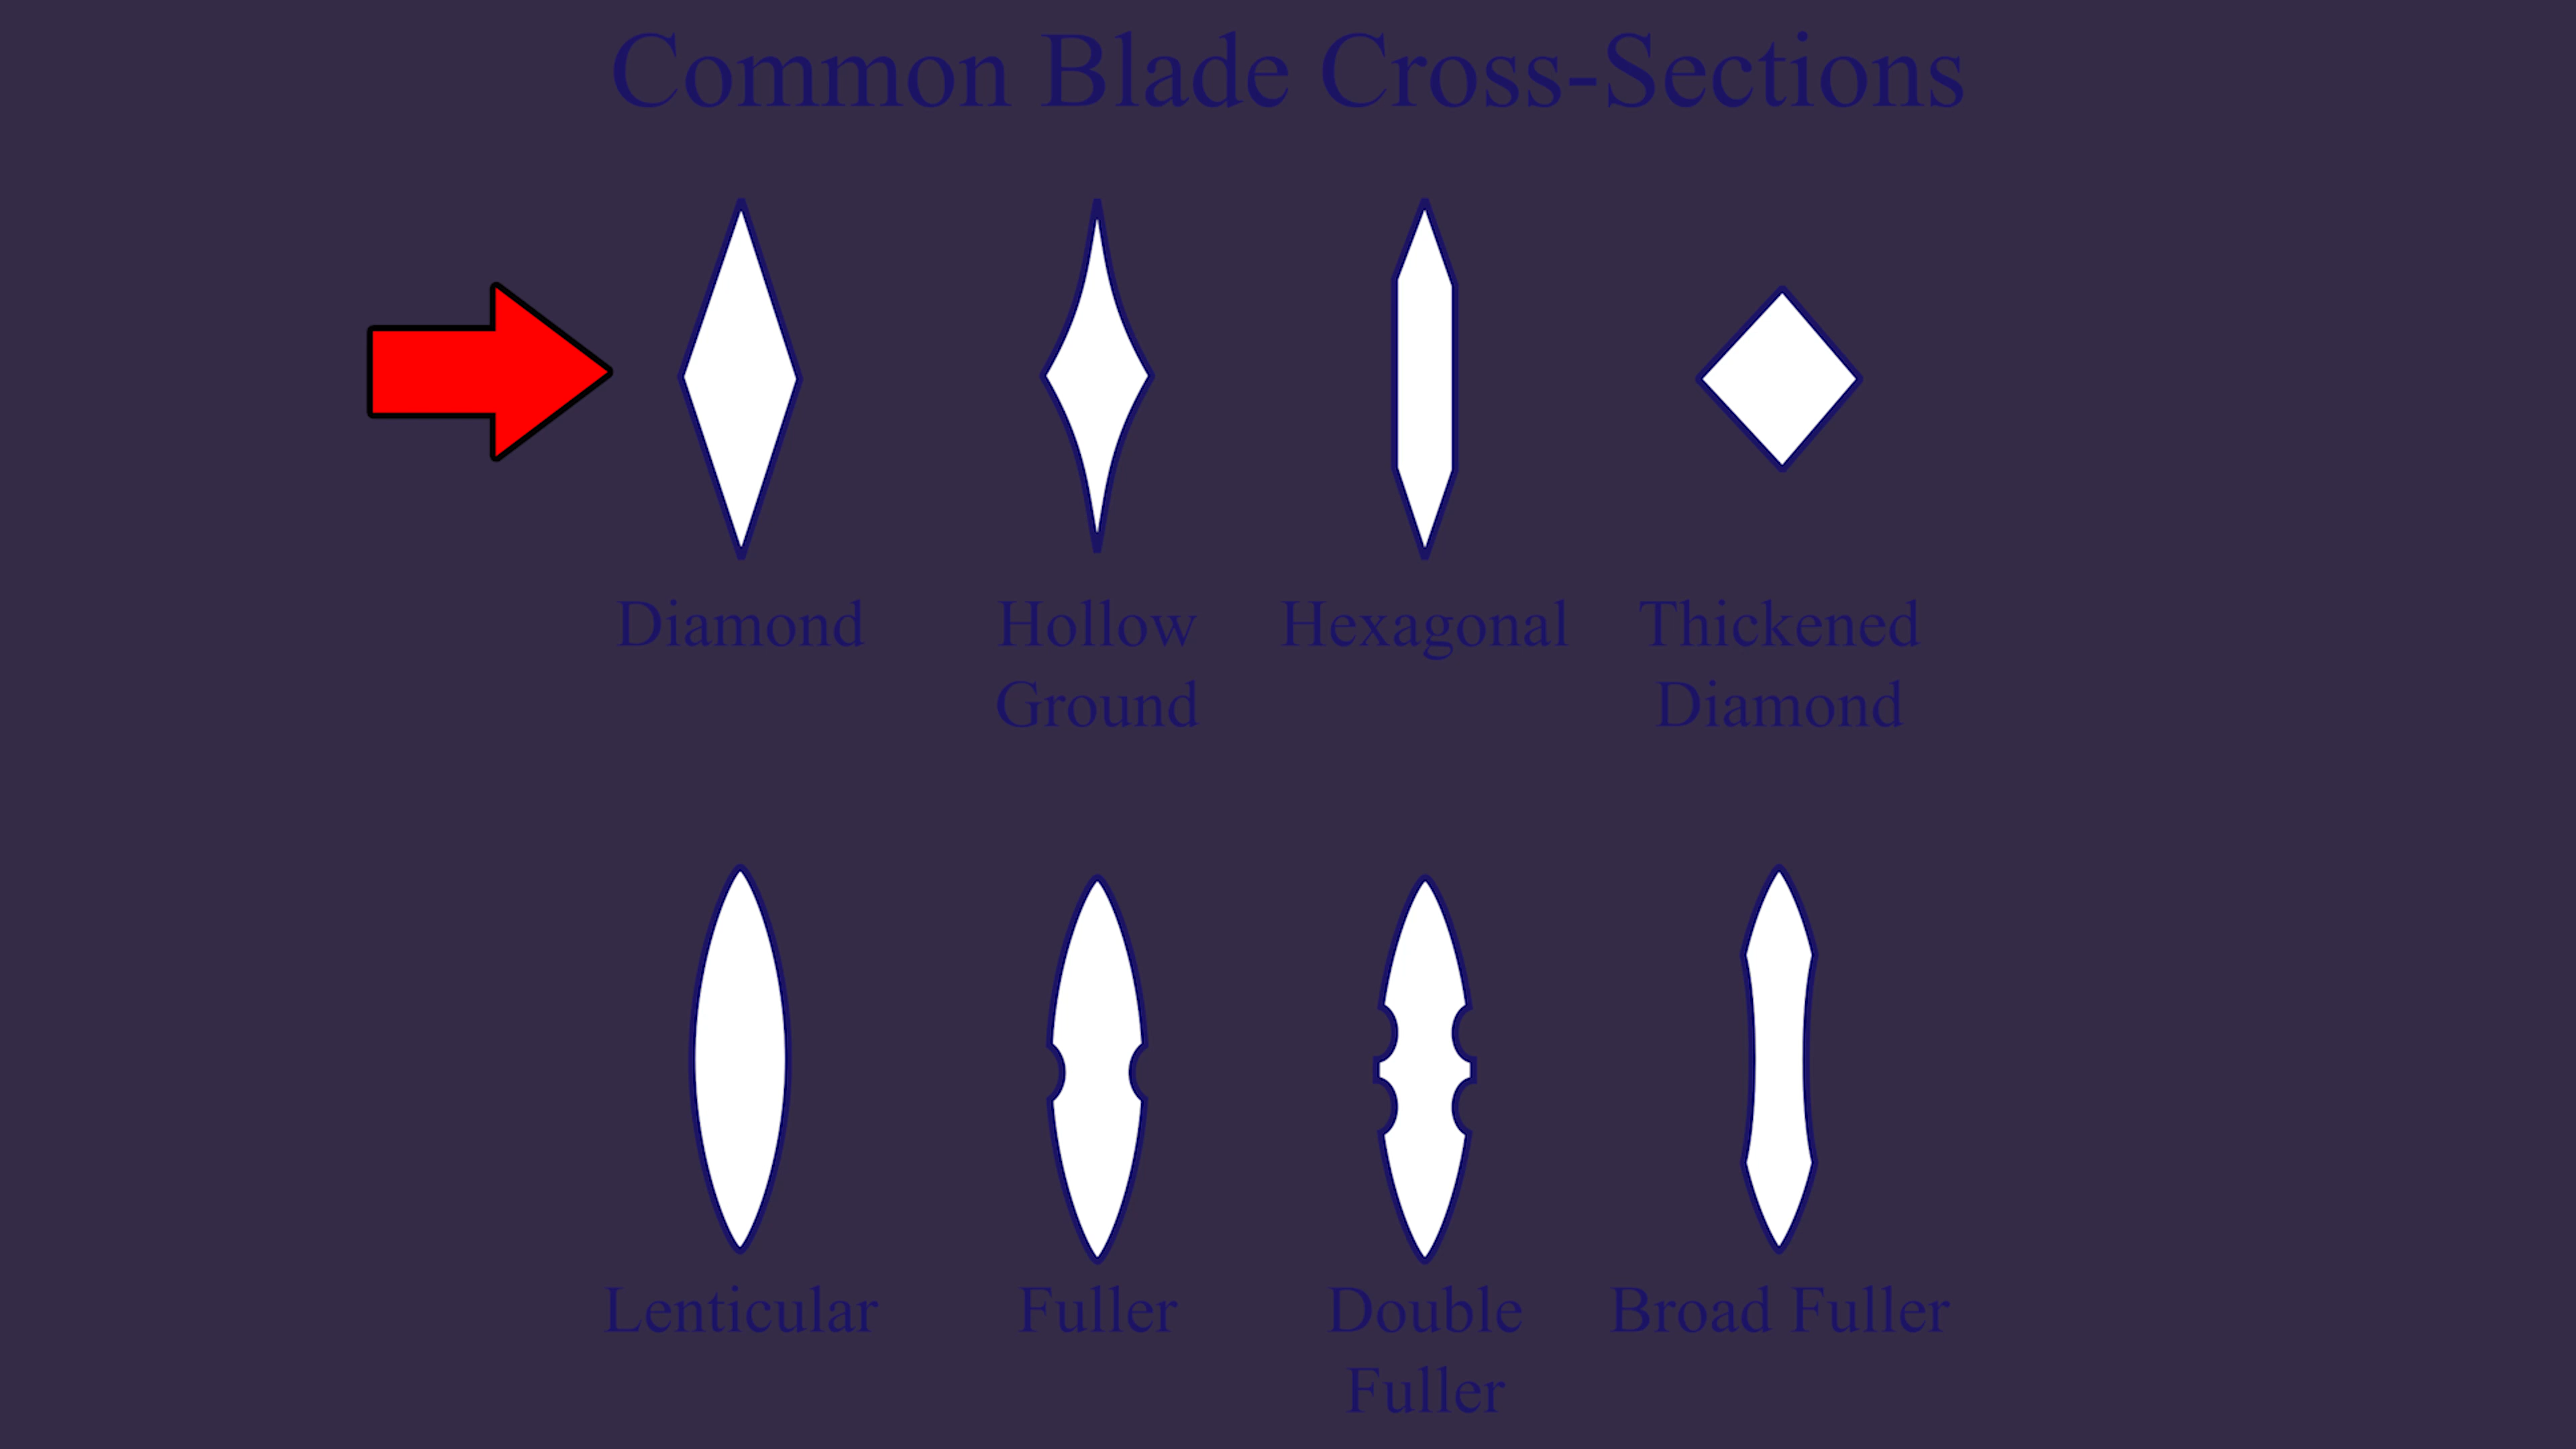 Common Blade Cross-Sections
Diamond
Hollow
Ground
Hexagonal
Thickened
Diamond
Lenticular
Fuller
Double
Fuller
Broad Fuller